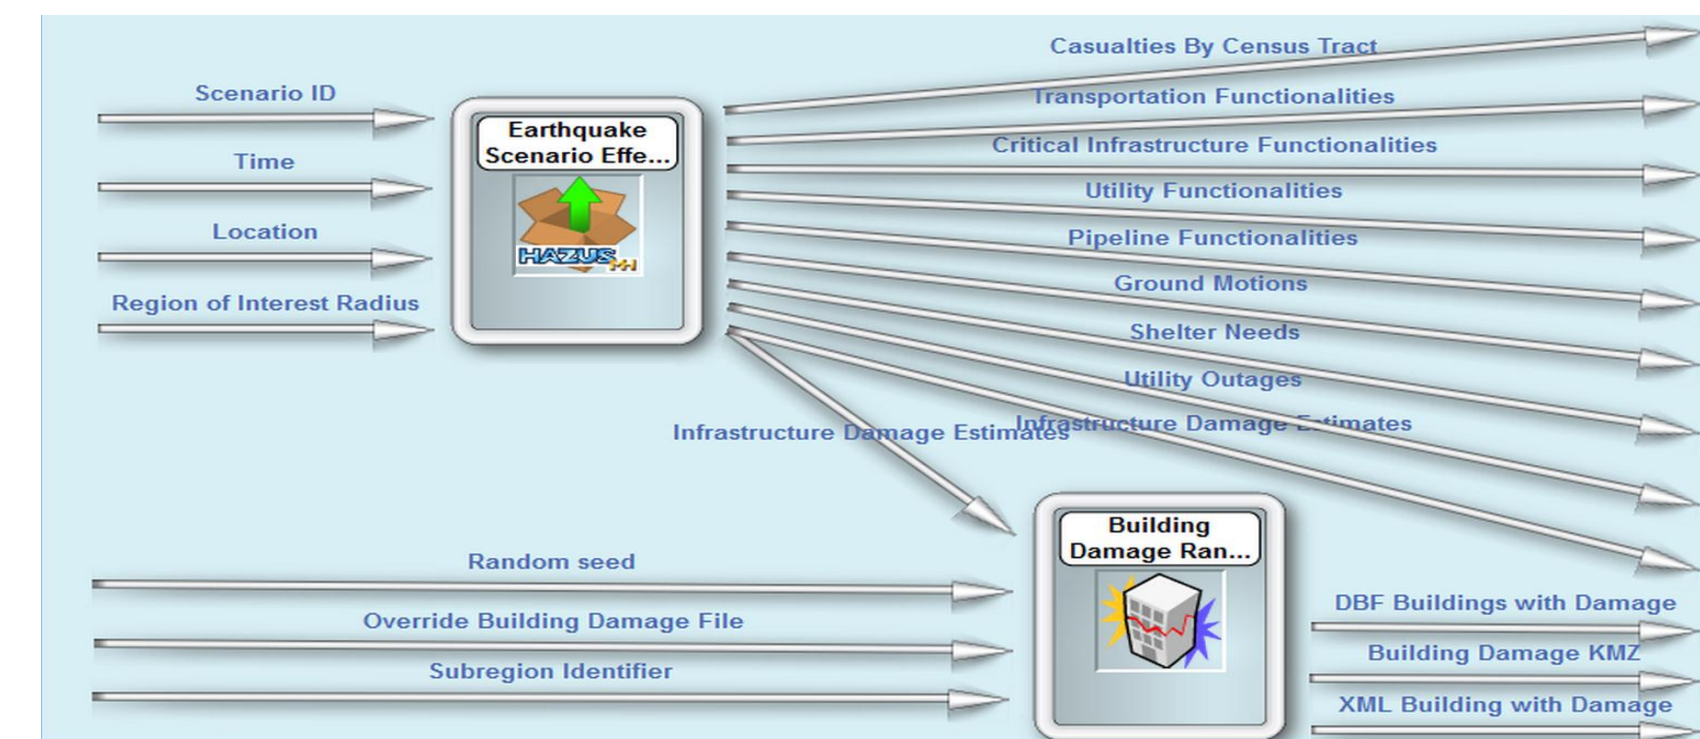 Casualties By Census Tract
Scenario ID
Transportation Functionalities
Earthquake
Scenario Effe...
Critical Infrastructure Functionalities
Time
Utility Functionalities
Location
Pipeline Functionalities
HAZUS MH
Ground Motions
Region of Interest Radius
Shelter Needs
Utility Outages
Infrastructure Damage Estimates
Infrastructure Damage Estimates
Building
Damage Ran...
Random seed
DBF Buildings with Damage
Override Building Damage File
Building Damage KMZ
Subregion Identifier
XML Building with Damage